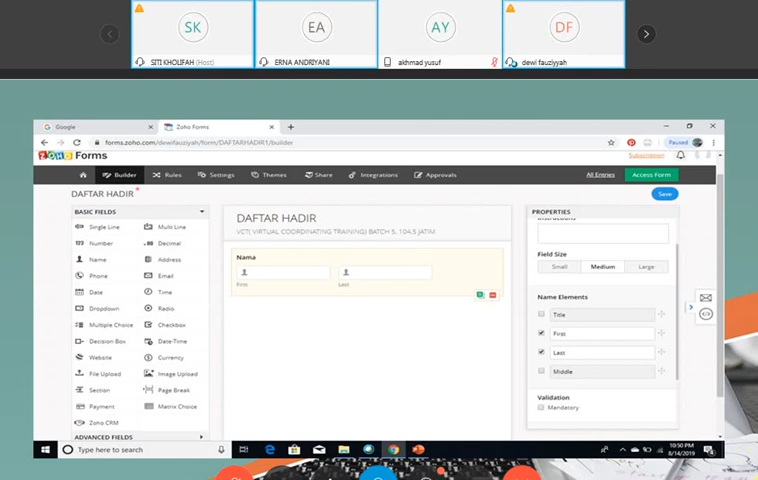 SK
EA
AY
DF
SITI KHOLIFAH (Host)
ERNA ANDRIYANI
akhmad yusuf
dewi fauziyyah
Google
Zoho Forms
forms.zoho.com/dewifauziyah/form/DAFTARHADIR1/builder
Paused
ZOHO Forms
Subscription
Builder
Rules
Settings
Themes
Share
Integrations
Approvals
All Entries
Access Form
DAFTAR HADIR
Save
BASIC FIELDS
Single Line
Multi Line
Number
Decimal
Name
Address
Phone
Email
Date
Time
Dropdown
Radio
Multiple Choice
Checkbox
Decision Box
Date-Time
Website
Currency
File Upload
Image Upload
Section
Page Break
Payment
Matrix Choice
Zoho CRM
ADVANCED FIELDS
DAFTAR HADIR
VCT( VIRTUAL COORDINATING TRAINING) BATCH 5, 104.5 JATIM
Nama
First
Last
PROPERTIES
Instructions
Field Size
Small
Medium
Large
Name Elements
Title
First
Last
Middle
Validation
Mandatory
Type here to search
10:50 PM
8/14/2019